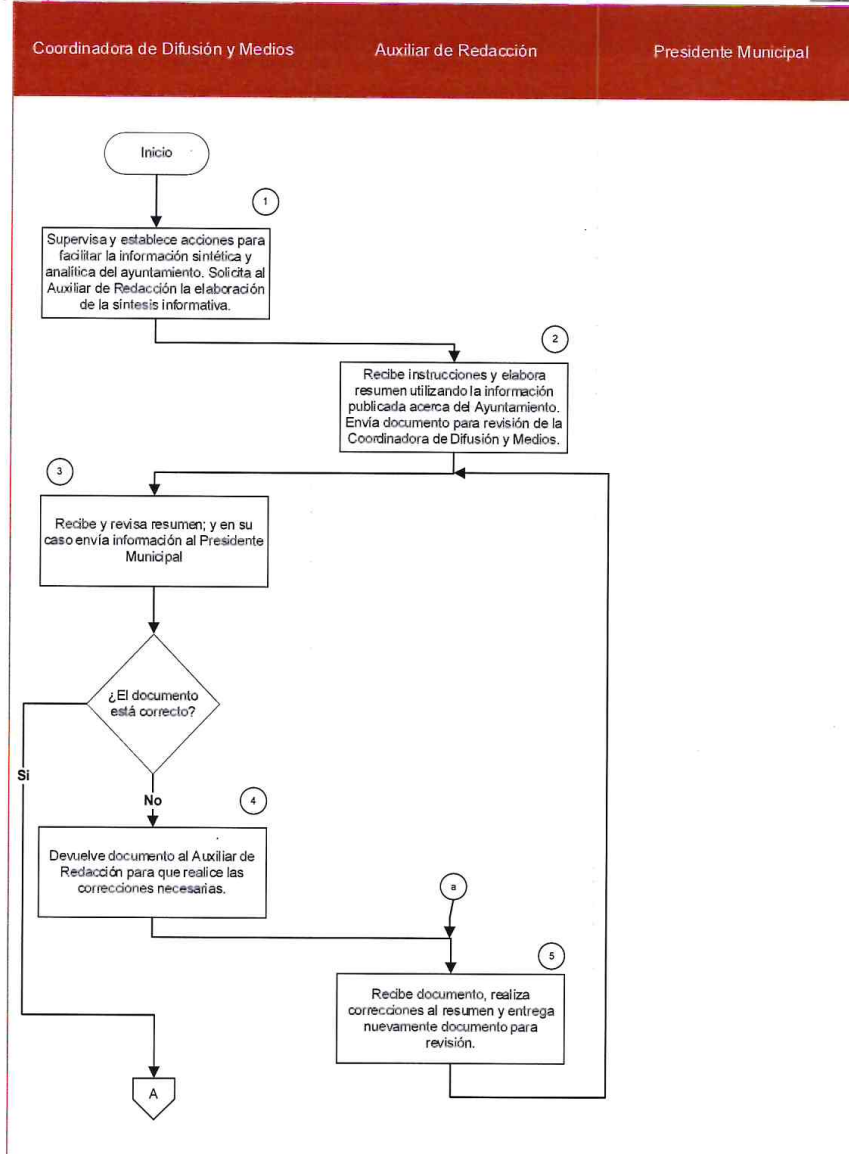 Coordinadora de Difusión y Medios
Auxiliar de Redacción
Presidente Municipal
Inicio
1
Supervisa y establece acciones para
facilitar la información sintética y
analítica del ayuntamiento. Solicita al
Auxiliar de Redacción la elaboración
de la síntesis informativa.
2
Recibe instrucciones y elabora
resumen utilizando la información
publicada acerca del Ayuntamiento.
Envía documento para revisión de la
Coordinadora de Difusión y Medios.
3
Recibe y revisa resumen; y en su
caso envía información al Presidente
Municipal
¿El documento
está correcto?
Si
No
4
Devuelve documento al Auxiliar de
Redacción para que realice las
correcciones necesarias.
a
5
Recibe documento, realiza
correcciones al resumen y entrega
nuevamente documento para
revisión.
A